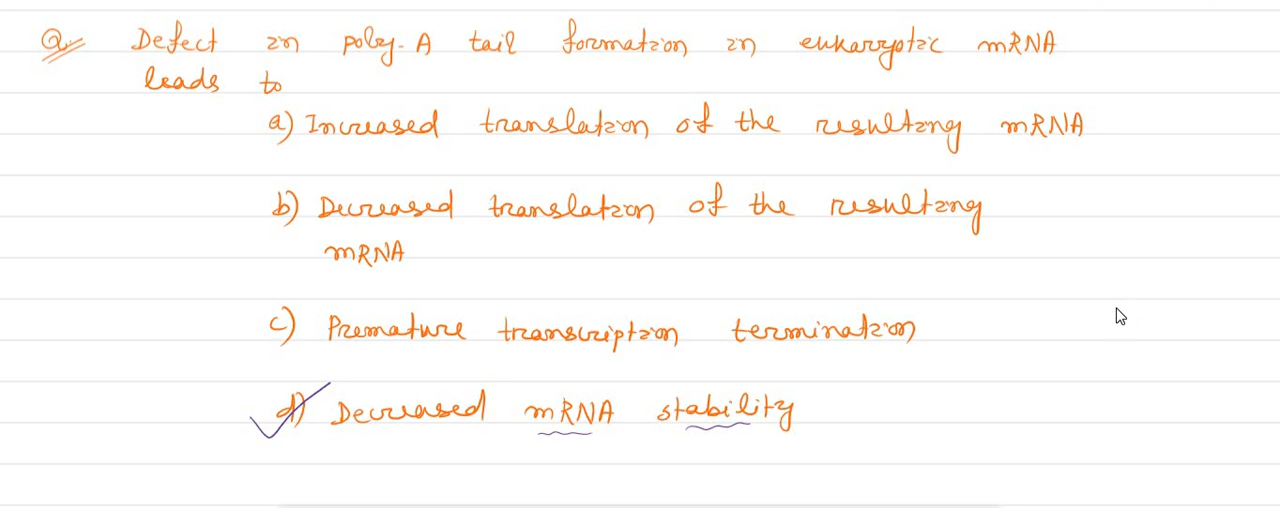 Q. Defect in poly-A tail formation in eukaryotic mRNA
leads to
a) Increased translation of the resulting mRNA
b) Decreased translation of the resulting
mRNA
c) Premature transcription termination
d) Decreased mRNA stability